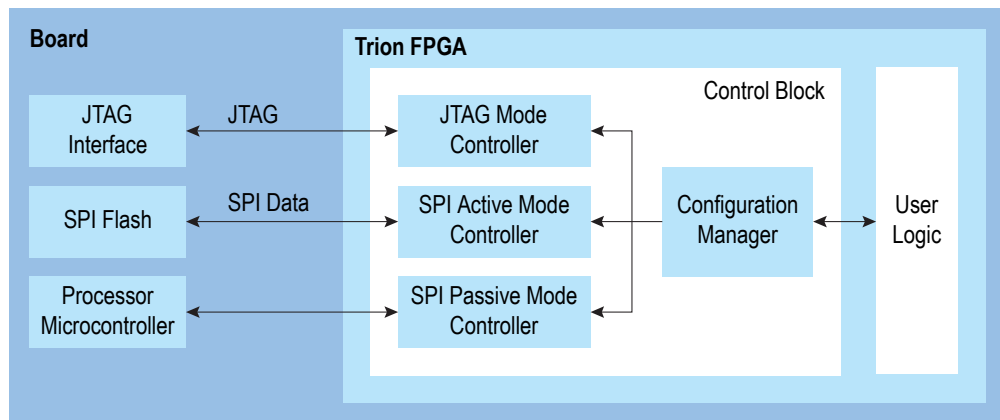 Board
Trion FPGA
Control Block
JTAG
Interface
JTAG
JTAG Mode
Controller
SPI Flash
SPI Data
SPI Active Mode
Controller
Configuration
Manager
User
Logic
Processor
Microcontroller
SPI Passive Mode
Controller